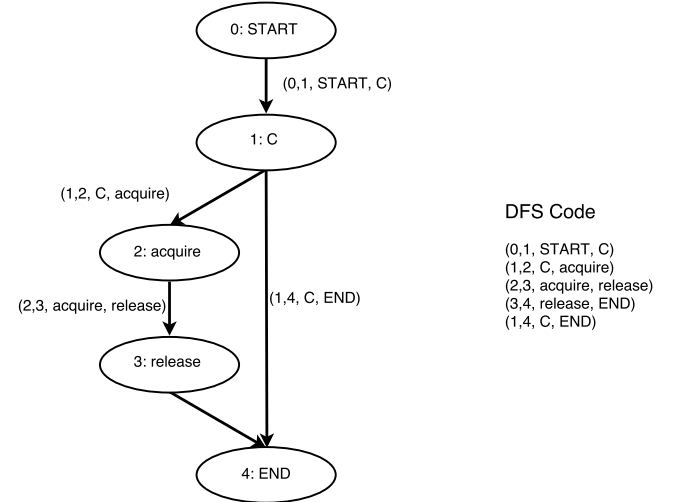 0: START
(0,1, START, C)
1: C
(1,2, C, acquire)
2: acquire
(2,3, acquire, release)
(1,4, C, END)
3: release
4: END
DFS Code
(0,1, START, C)
(1,2, C, acquire)
(2,3, acquire, release)
(3,4, release, END)
(1,4, C, END)